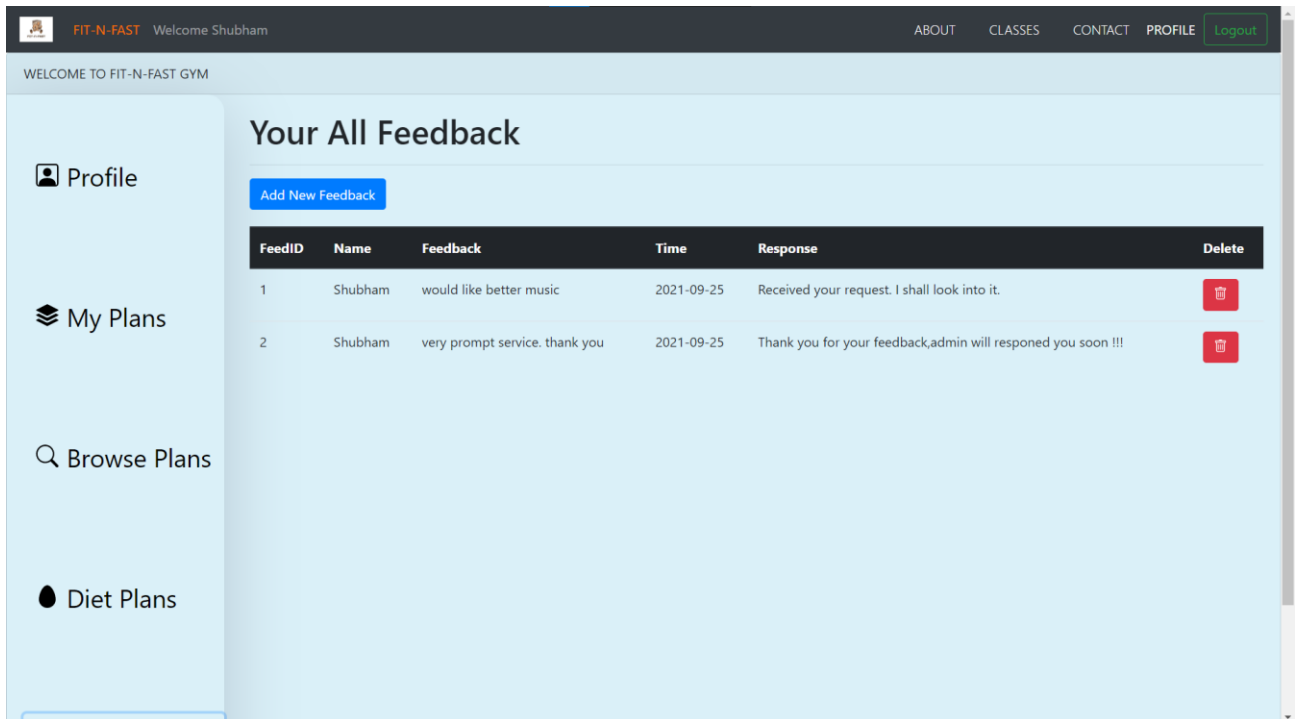 FIT-N-FAST Welcome Shubham ABOUT CLASSES CONTACT PROFILE Logout
WELCOME TO FIT-N-FAST GYM
Your All Feedback
Profile
Add New Feedback
FeedID Name Feedback Time Response Delete
1 Shubham would like better music 2021-09-25 Received your request. I shall look into it.
My Plans
2 Shubham very prompt service. thank you 2021-09-25 Thank you for your feedback,admin will responed you soon !!!
Browse Plans
Diet Plans